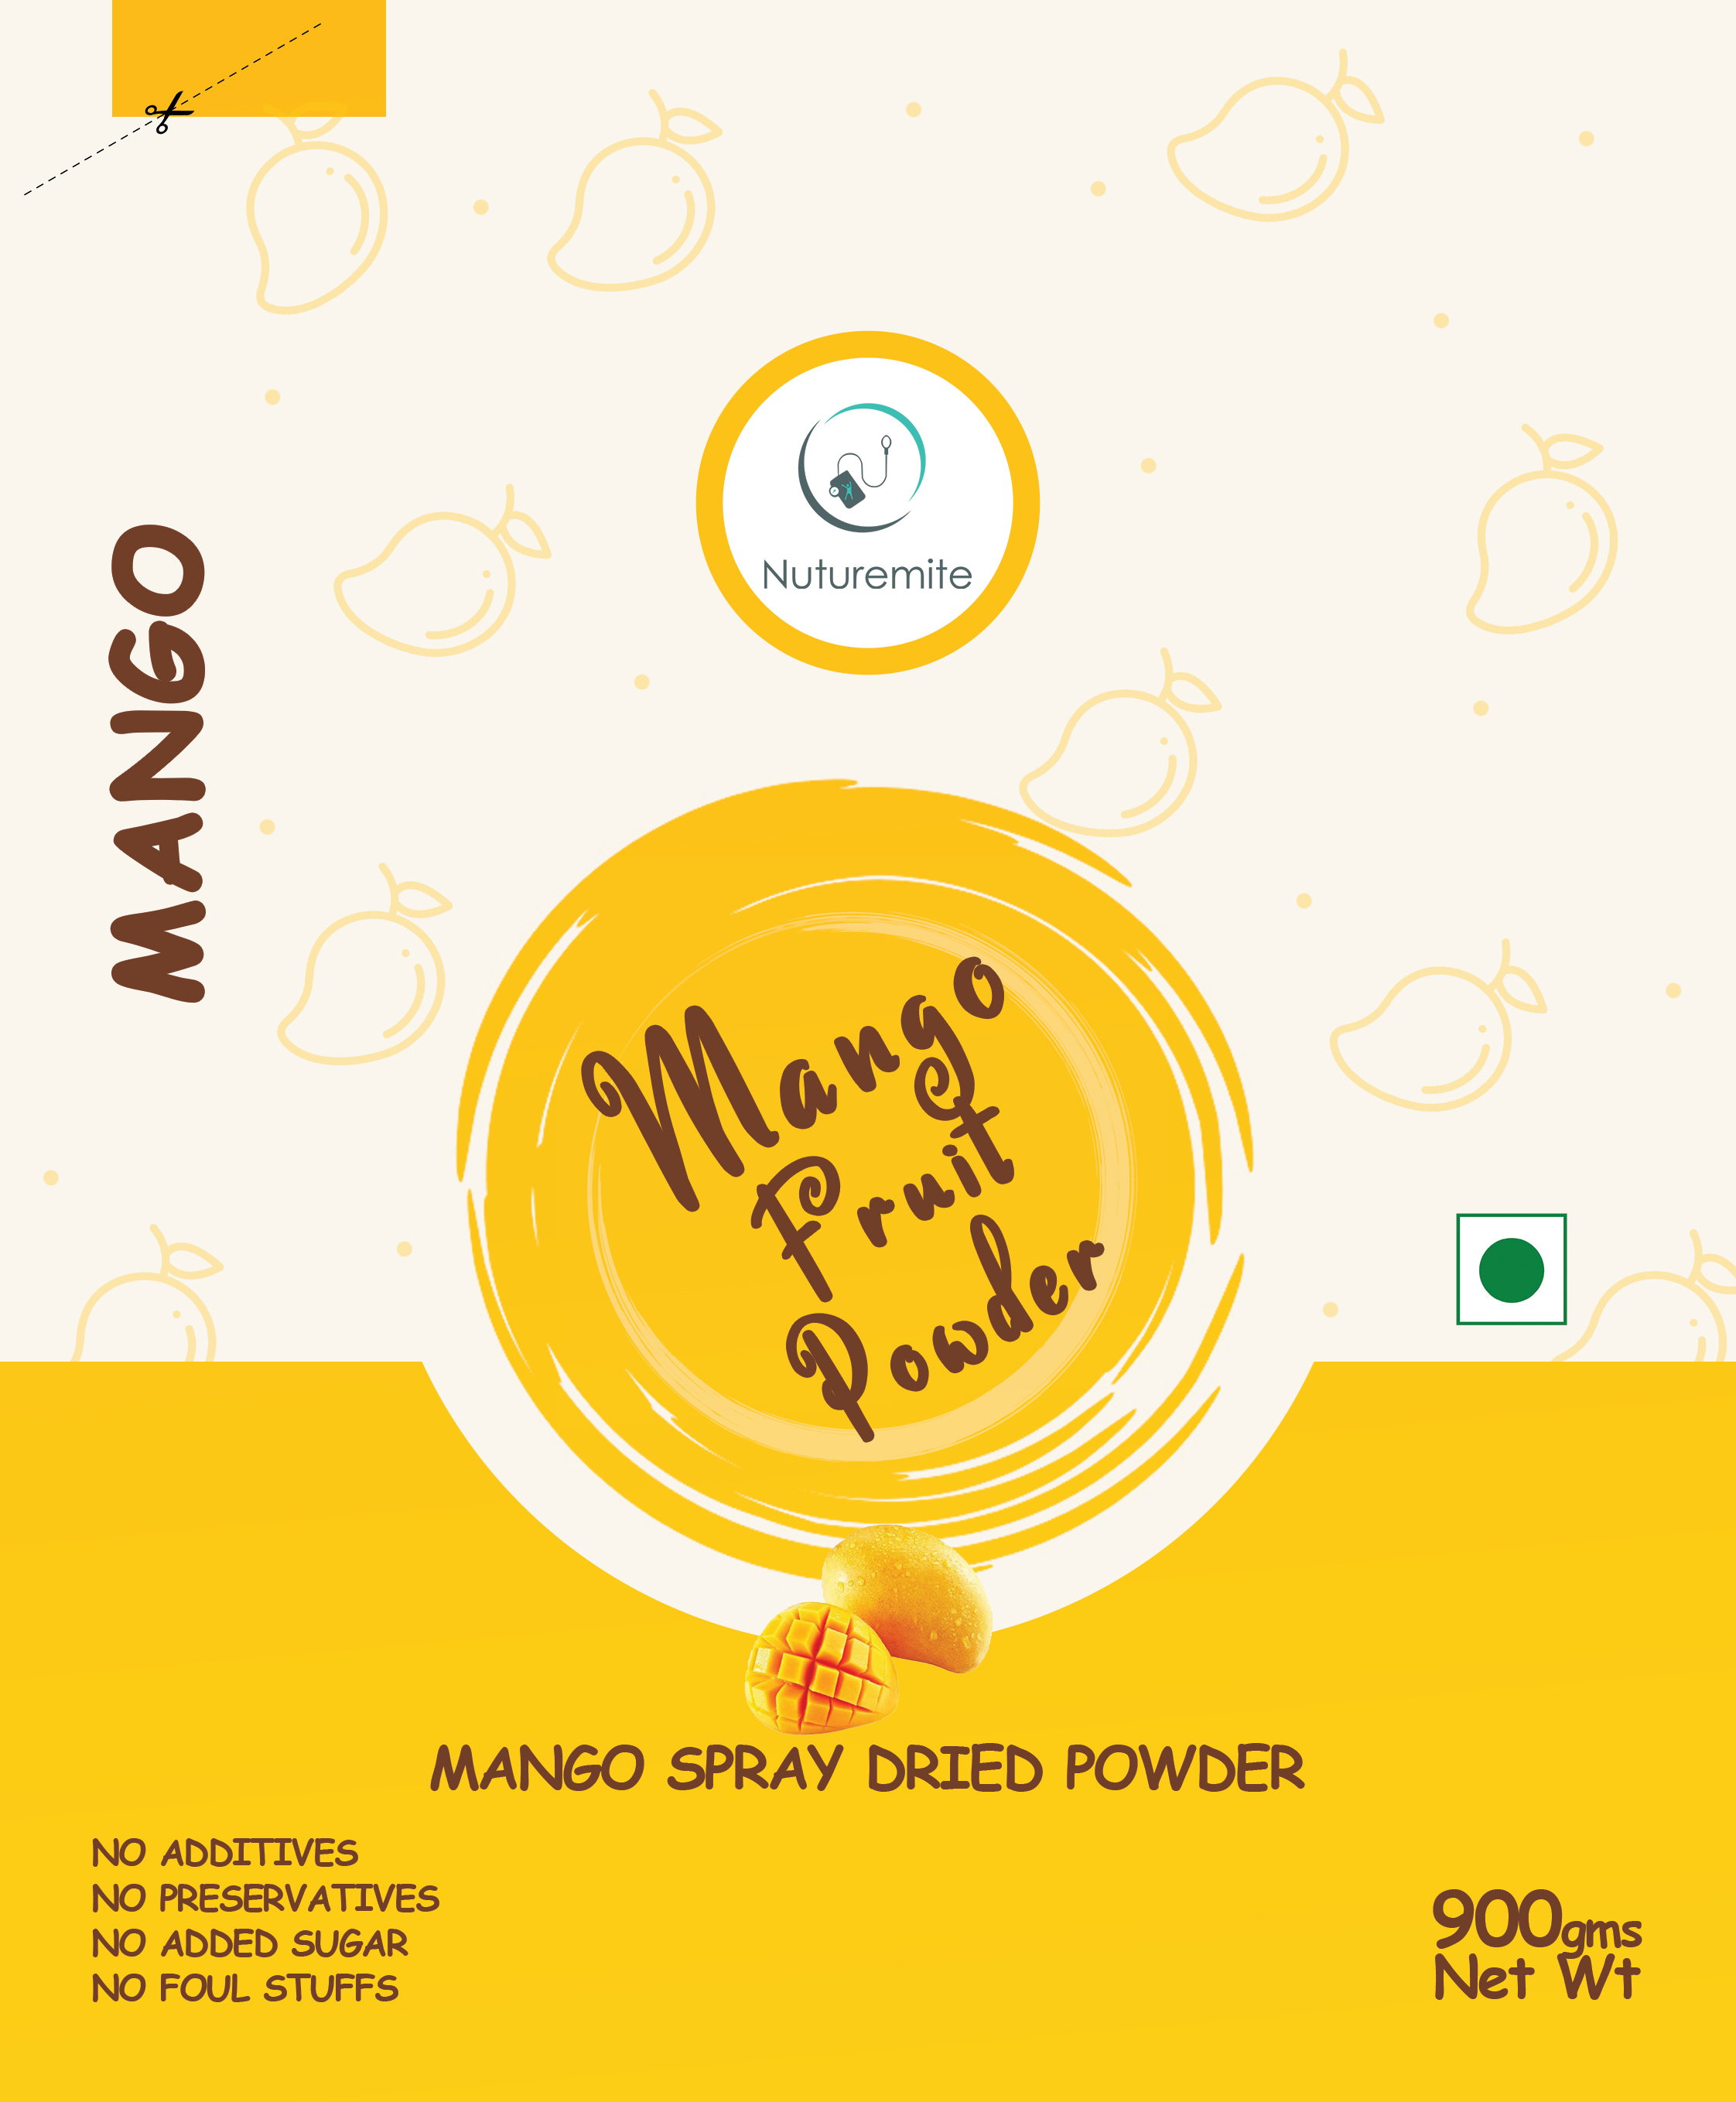 Nuturemite
MANGO
Mango
Fruit
Powder
MANGO SPRAY DRIED POWDER
NO ADDITIVES
NO PRESERVATIVES
NO ADDED SUGAR
NO FOUL STUFFS
900gms
Net Wt